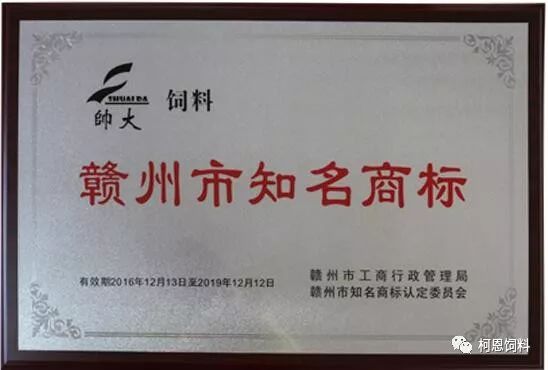 SHUAIDA
帥大 饲料
赣州市知名商标
有效期2016年12月13日至2019年12月12日
赣州市工商行政管理局
赣州市知名商标认定委员会
柯恩饲料